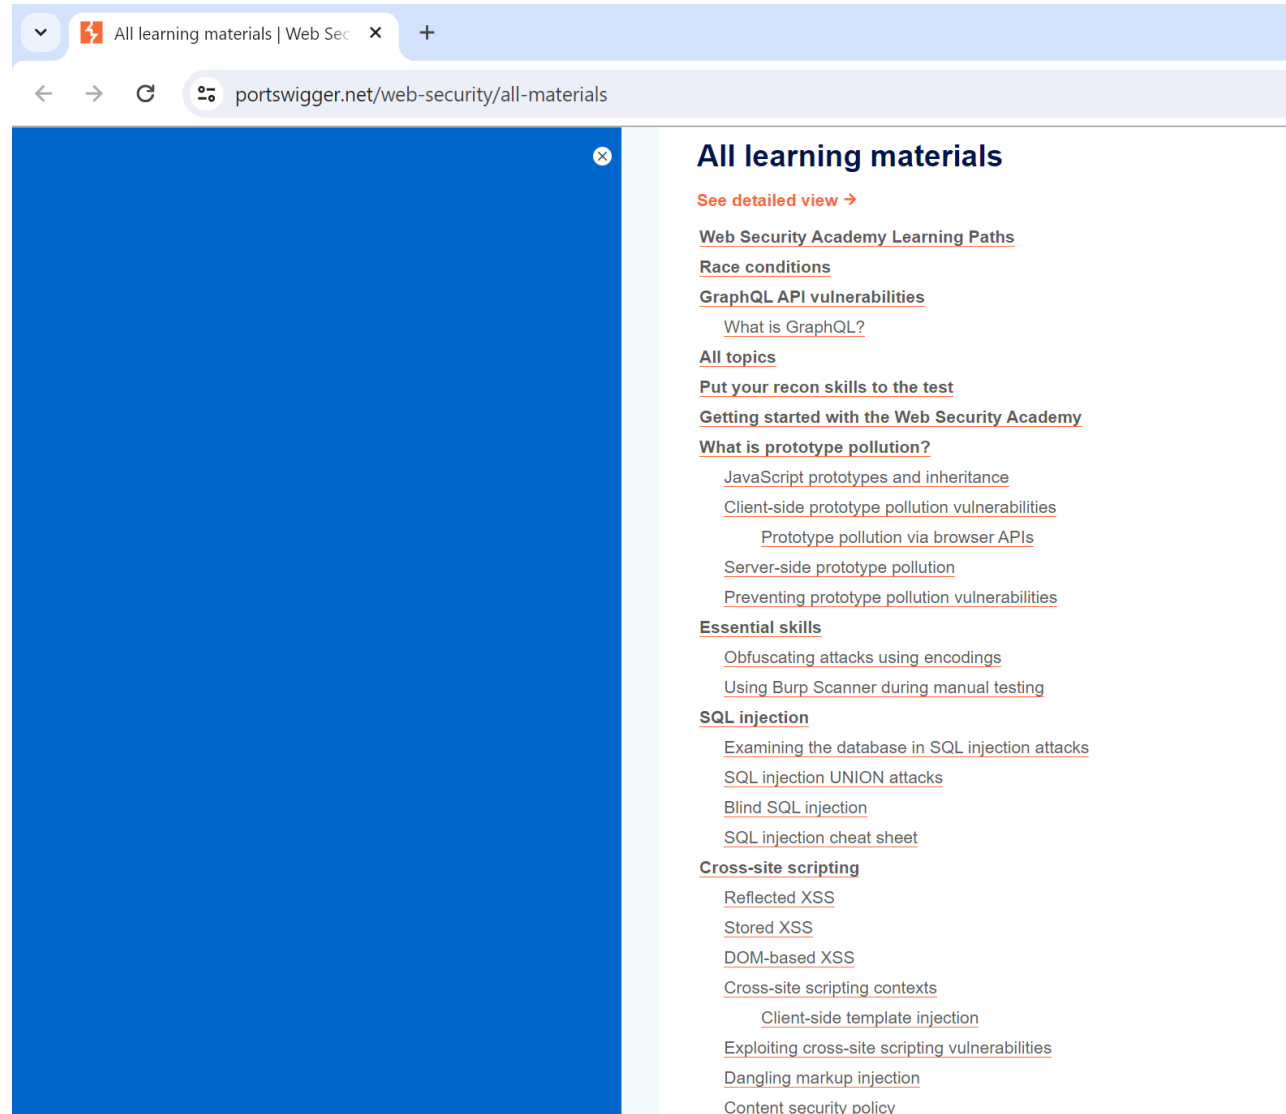 All learning materials | Web Sec
portswigger.net/web-security/all-materials
All learning materials
See detailed view →
Web Security Academy Learning Paths
Race conditions
GraphQL API vulnerabilities
What is GraphQL?
All topics
Put your recon skills to the test
Getting started with the Web Security Academy
What is prototype pollution?
JavaScript prototypes and inheritance
Client-side prototype pollution vulnerabilities
Prototype pollution via browser APIs
Server-side prototype pollution
Preventing prototype pollution vulnerabilities
Essential skills
Obfuscating attacks using encodings
Using Burp Scanner during manual testing
SQL injection
Examining the database in SQL injection attacks
SQL injection UNION attacks
Blind SQL injection
SQL injection cheat sheet
Cross-site scripting
Reflected XSS
Stored XSS
DOM-based XSS
Cross-site scripting contexts
Client-side template injection
Exploiting cross-site scripting vulnerabilities
Dangling markup injection
Content security policy